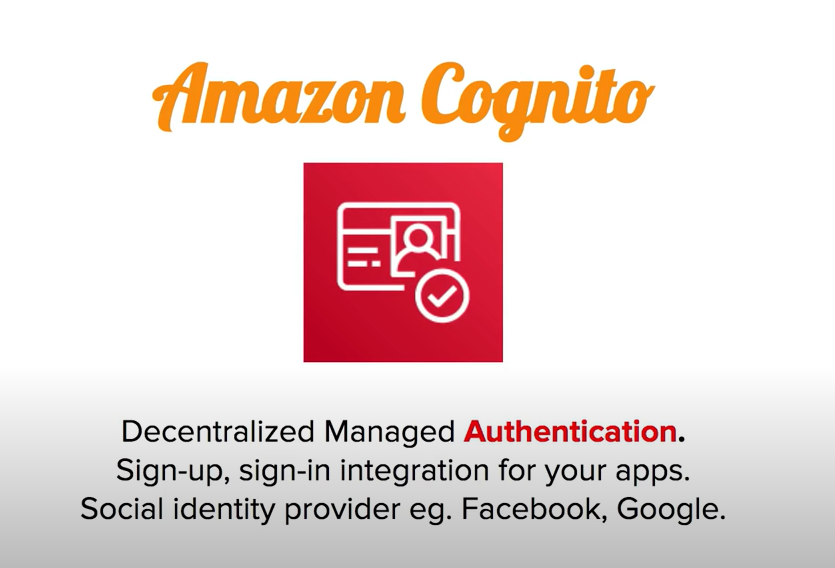 Amazon Cognito
Decentralized Managed Authentication.
Sign-up, sign-in integration for your apps.
Social identity provider eg. Facebook, Google.